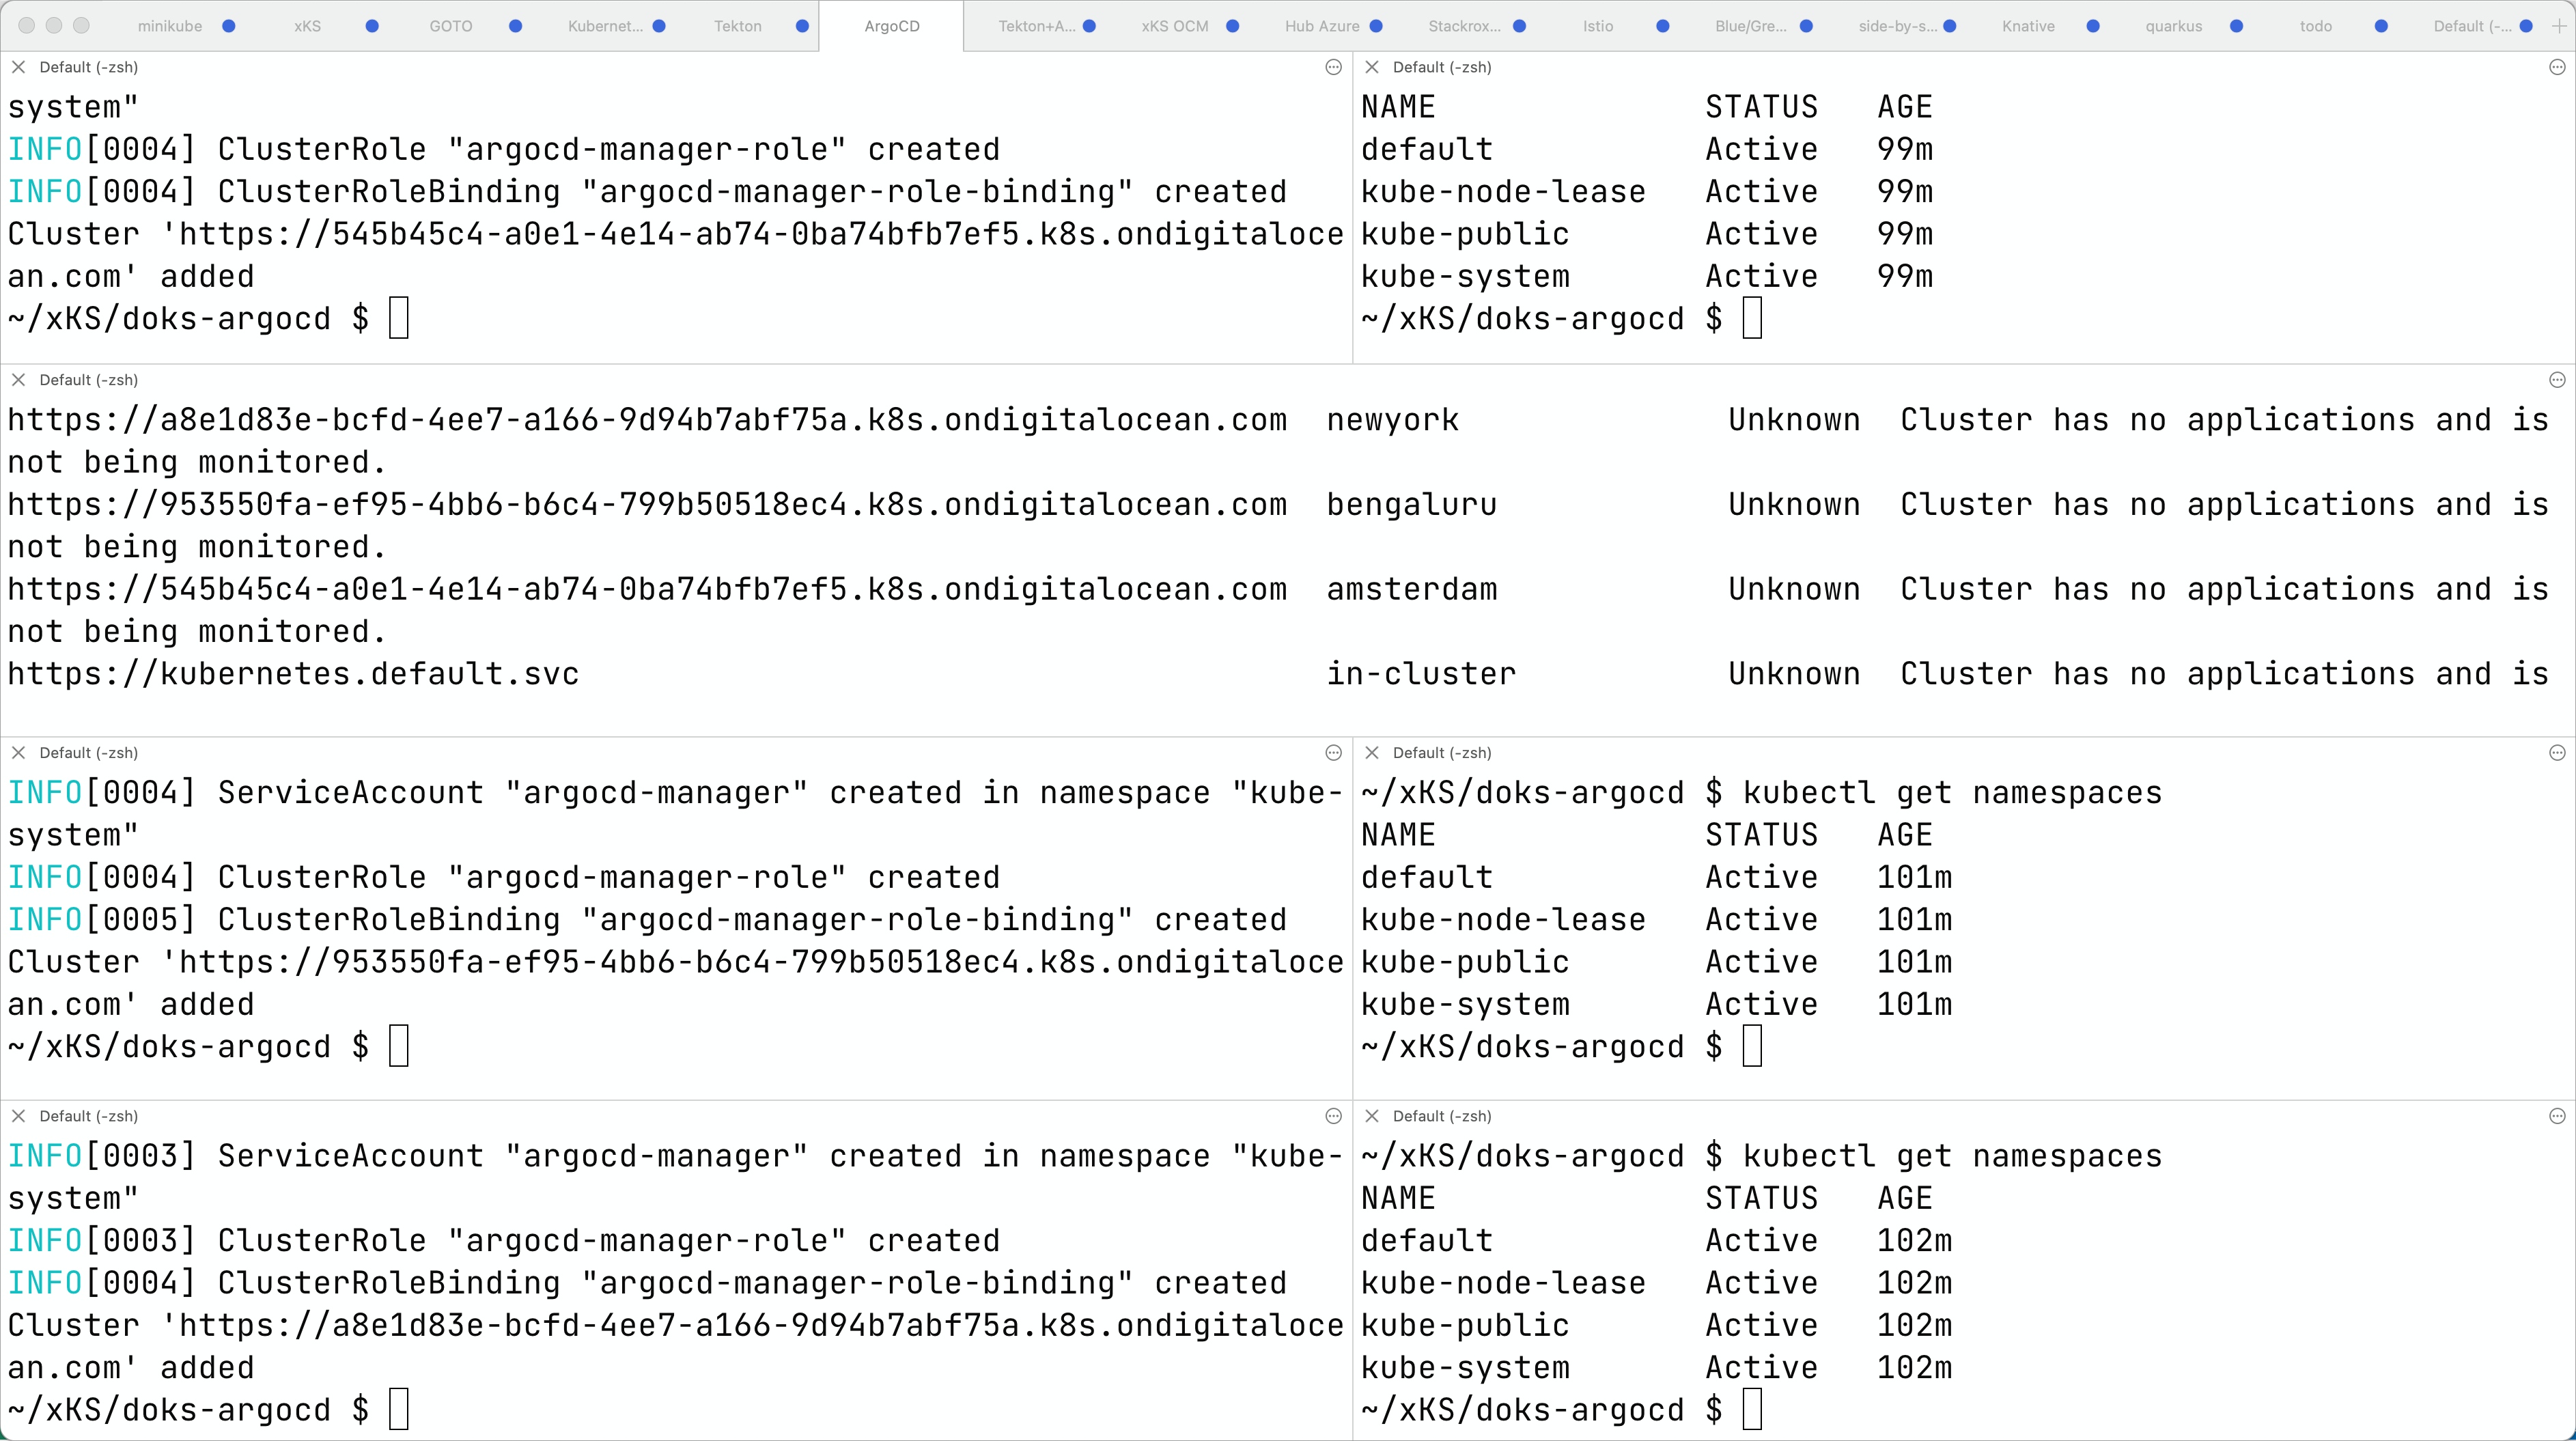 minikube xKS GOTO Kubernet... Tekton ArgoCD Tekton+A... xKS OCM Hub Azure Stackrox... Istio Blue/Gre... side-by-s... Knative quarkus todo Default (-...
Default (-zsh)
system"
INFO[0004] ClusterRole "argocd-manager-role" created
INFO[0004] ClusterRoleBinding "argocd-manager-role-binding" created
Cluster 'https://545b45c4-a0e1-4e14-ab74-0ba74bfb7ef5.k8s.ondigitaloce
an.com' added
~/xKS/doks-argocd $
Default (-zsh)
NAME STATUS AGE
default Active 99m
kube-node-lease Active 99m
kube-public Active 99m
kube-system Active 99m
~/xKS/doks-argocd $
Default (-zsh)
https://a8e1d83e-bcfd-4ee7-a166-9d94b7abf75a.k8s.ondigitalocean.com newyork Unknown Cluster has no applications and is
not being monitored.
https://953550fa-ef95-4bb6-b6c4-799b50518ec4.k8s.ondigitalocean.com bengaluru Unknown Cluster has no applications and is
not being monitored.
https://545b45c4-a0e1-4e14-ab74-0ba74bfb7ef5.k8s.ondigitalocean.com amsterdam Unknown Cluster has no applications and is
not being monitored.
https://kubernetes.default.svc in-cluster Unknown Cluster has no applications and is
Default (-zsh)
INFO[0004] ServiceAccount "argocd-manager" created in namespace "kube-
system"
INFO[0004] ClusterRole "argocd-manager-role" created
INFO[0005] ClusterRoleBinding "argocd-manager-role-binding" created
Cluster 'https://953550fa-ef95-4bb6-b6c4-799b50518ec4.k8s.ondigitaloce
an.com' added
~/xKS/doks-argocd $
Default (-zsh)
~/xKS/doks-argocd $ kubectl get namespaces
NAME STATUS AGE
default Active 101m
kube-node-lease Active 101m
kube-public Active 101m
kube-system Active 101m
~/xKS/doks-argocd $
Default (-zsh)
INFO[0003] ServiceAccount "argocd-manager" created in namespace "kube-
system"
INFO[0003] ClusterRole "argocd-manager-role" created
INFO[0004] ClusterRoleBinding "argocd-manager-role-binding" created
Cluster 'https://a8e1d83e-bcfd-4ee7-a166-9d94b7abf75a.k8s.ondigitaloce
an.com' added
~/xKS/doks-argocd $
Default (-zsh)
~/xKS/doks-argocd $ kubectl get namespaces
NAME STATUS AGE
default Active 102m
kube-node-lease Active 102m
kube-public Active 102m
kube-system Active 102m
~/xKS/doks-argocd $